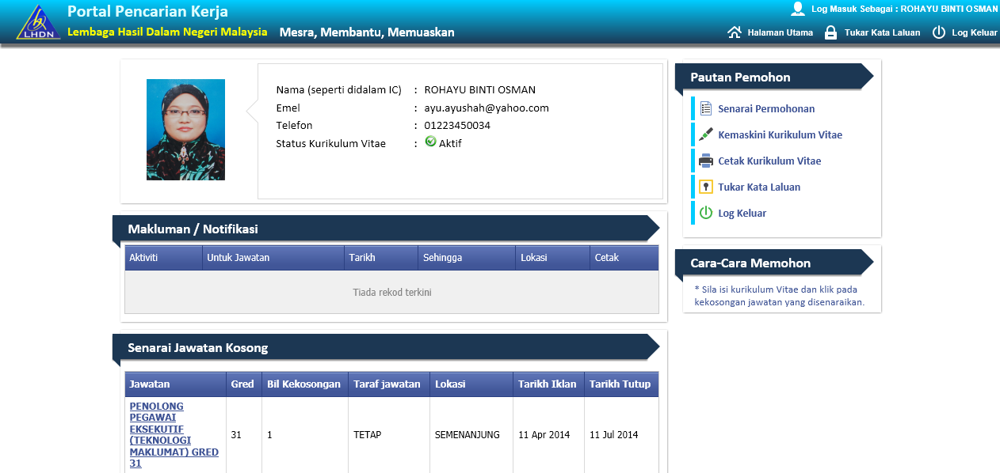 LHDN
Portal Pencarian Kerja
Lembaga Hasil Dalam Negeri Malaysia Mesra, Membantu, Memuaskan
Log Masuk Sebagai : ROHAYU BINTI OSMAN
Halaman Utama Tukar Kata Laluan Log Keluar
Nama (seperti didalam IC) : ROHAYU BINTI OSMAN
Emel : ayu.ayushah@yahoo.com
Telefon : 01223450034
Status Kurikulum Vitae : Aktif
Makluman / Notifikasi
Aktiviti Untuk Jawatan Tarikh Sehingga Lokasi Cetak
Tiada rekod terkini
Senarai Jawatan Kosong
Jawatan Gred Bil Kekosongan Taraf jawatan Lokasi Tarikh Iklan Tarikh Tutup
PENOLONG
PEGAWAI
EKSEKUTIF
(TEKNOLOGI
MAKLUMAT) GRED
31
31 1 TETAP SEMENANJUNG 11 Apr 2014 11 Jul 2014
Pautan Pemohon
Senarai Permohonan
Kemaskini Kurikulum Vitae
Cetak Kurikulum Vitae
Tukar Kata Laluan
Log Keluar
Cara-Cara Memohon
* Sila isi kurikulum Vitae dan klik pada
kekosongan jawatan yang disenaraikan.